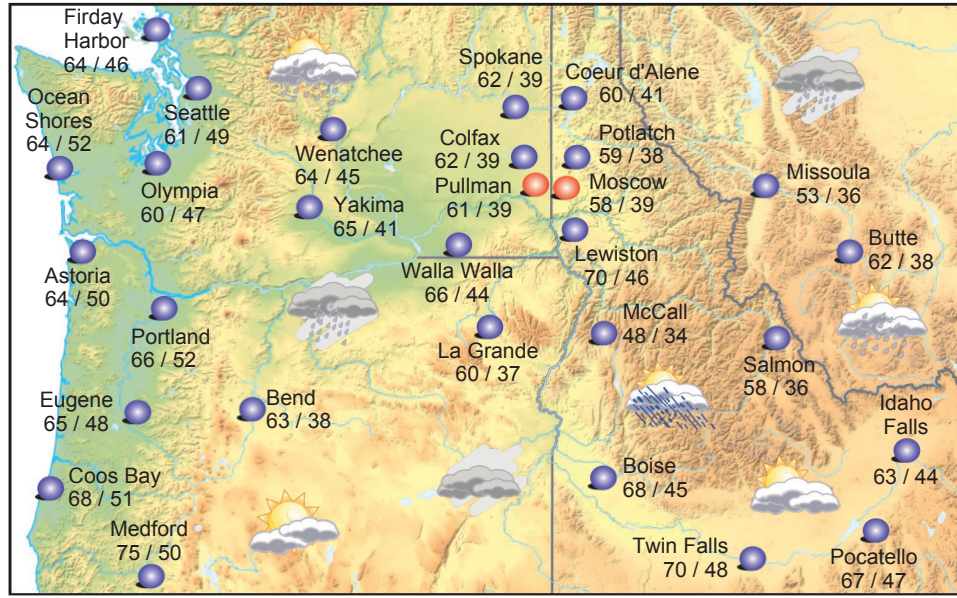 Firday
Harbor
64 / 46
Spokane
62 / 39
Coeur d'Alene
60 / 41
Ocean
Shores
64 / 52
Seattle
61 / 49
Wenatchee
64 / 45
Colfax
62 / 39
Potlatch
59 / 38
Olympia
60 / 47
Yakima
65 / 41
Pullman
61 / 39
Moscow
58 / 39
Missoula
53 / 36
Astoria
64 / 50
Walla Walla
66 / 44
Lewiston
70 / 46
Butte
62 / 38
Portland
66 / 52
La Grande
60 / 37
McCall
48 / 34
Salmon
58 / 36
Eugene
65 / 48
Bend
63 / 38
Idaho
Falls
63 / 44
Coos Bay
68 / 51
Boise
68 / 45
Medford
75 / 50
Twin Falls
70 / 48
Pocatello
67 / 47